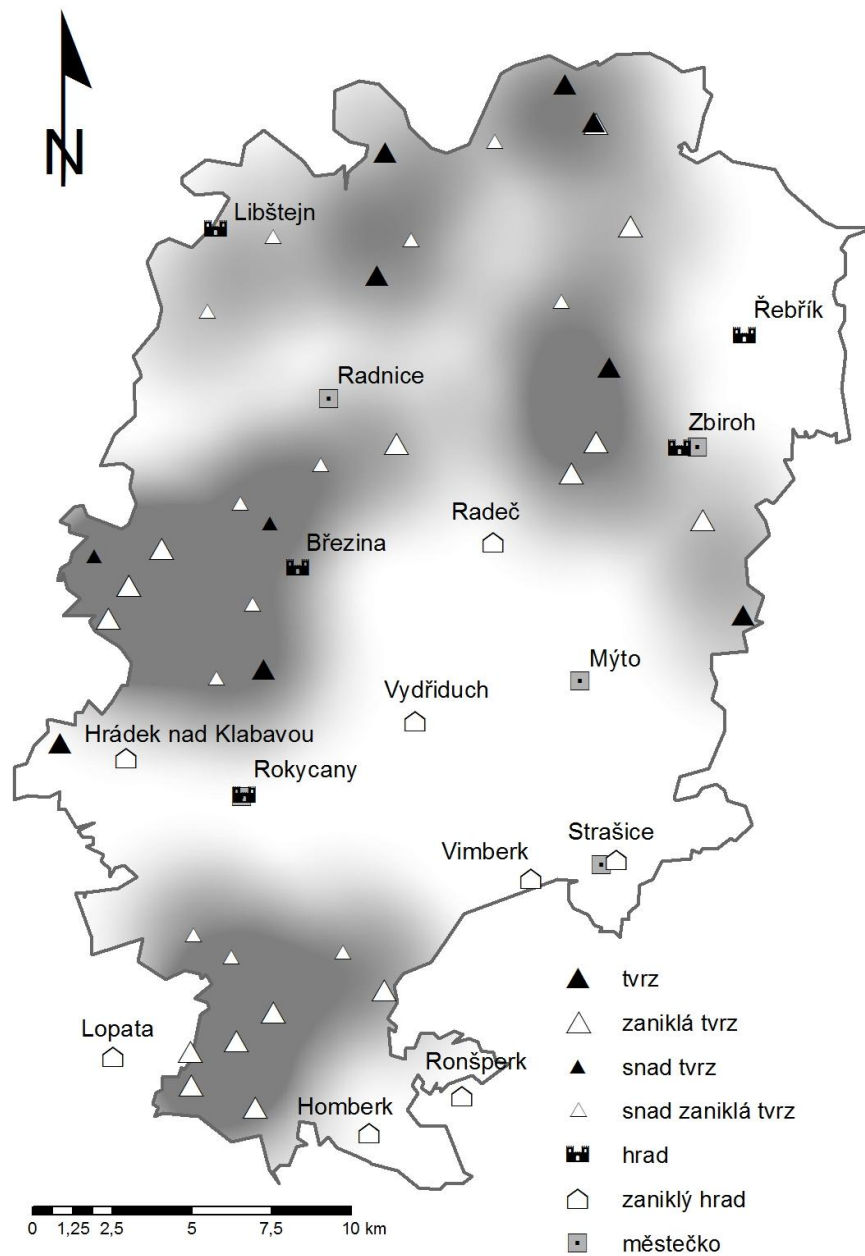 N
Libštejn
Řebřík
Radnice
Zbiroh
Radeč
Březina
Mýto
Vydřiduch
Hrádek nad Klabavou
Rokycany
Strašice
Vimberk
Lopata
Ronšperk
Homberk
tvrz
zaniklá tvrz
snad tvrz
snad zaniklá tvrz
hrad
zaniklý hrad
městečko
0 1,25 2,5 5 7,5 10 km